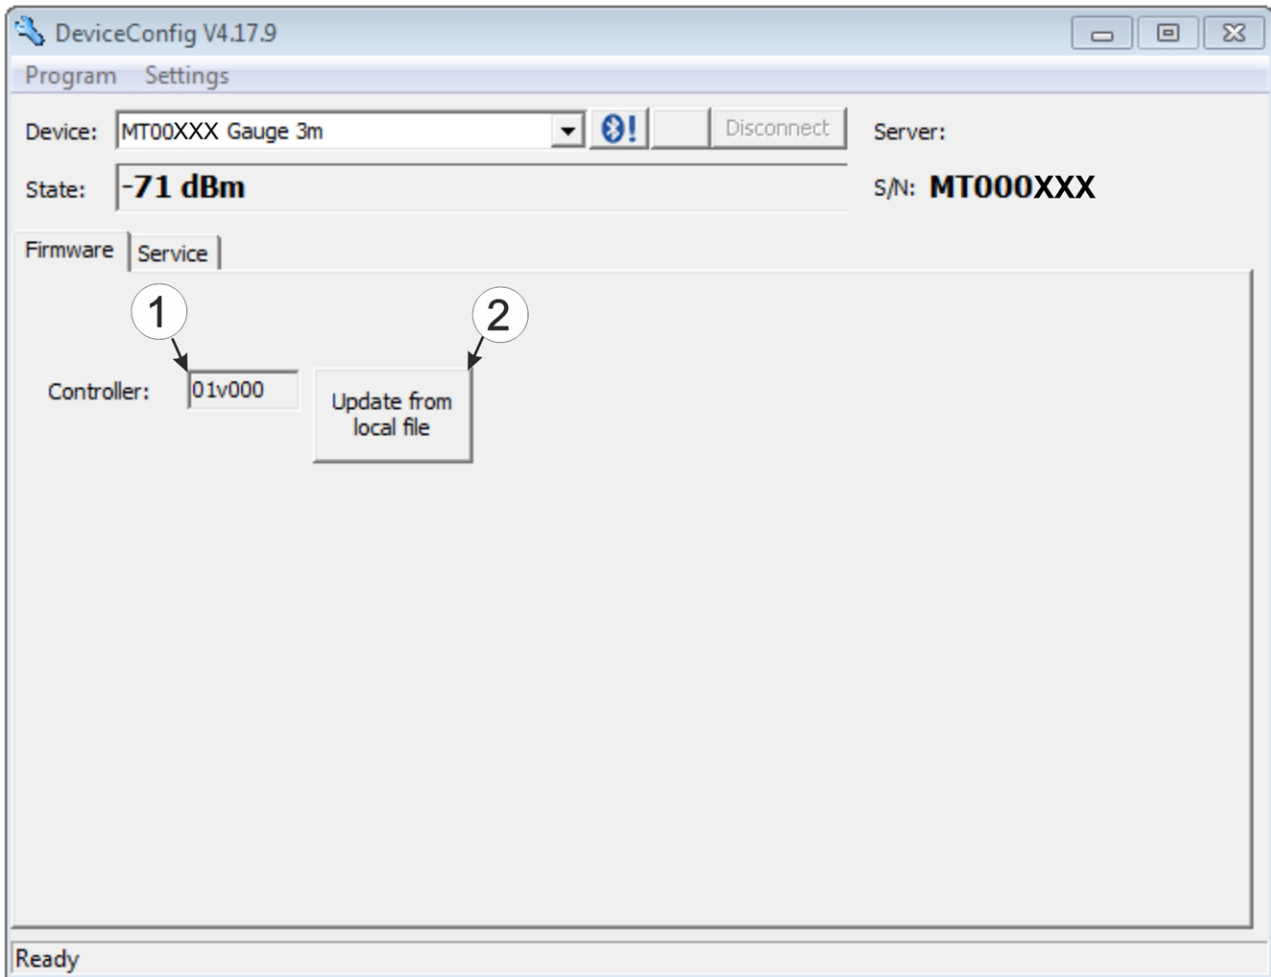 DeviceConfig V4.17.9
Program Settings
Device: MT00XXX Gauge 3m Disconnect Server:
State: -71 dBm S/N: MT000XXX
Firmware Service
1 2
Controller: 01v000 Update from
local file
Ready